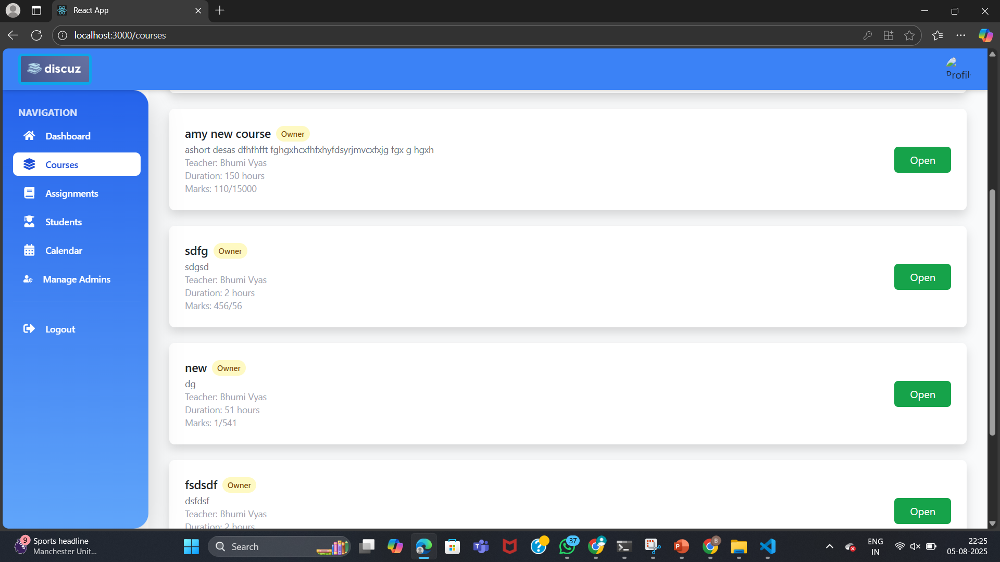 React App
localhost:3000/courses
discuz
Profil
NAVIGATION
Dashboard
Courses
Assignments
Students
Calendar
Manage Admins
Logout
amy new course Owner
ashort desas dfhfhfft fghgxhcxfhfxhyfdsyrjmvcxfxjg fgx g hgxh
Teacher: Bhumi Vyas
Duration: 150 hours
Marks: 110/15000
Open
sdfg Owner
sdgsd
Teacher: Bhumi Vyas
Duration: 2 hours
Marks: 456/56
Open
new Owner
dg
Teacher: Bhumi Vyas
Duration: 51 hours
Marks: 1/541
Open
fsdsdf Owner
dsfdsf
Teacher: Bhumi Vyas
Duration: 2 hours
Open
9
Sports headline
Manchester Unit...
Search
37
B
ENG
IN
22:25
05-08-2025